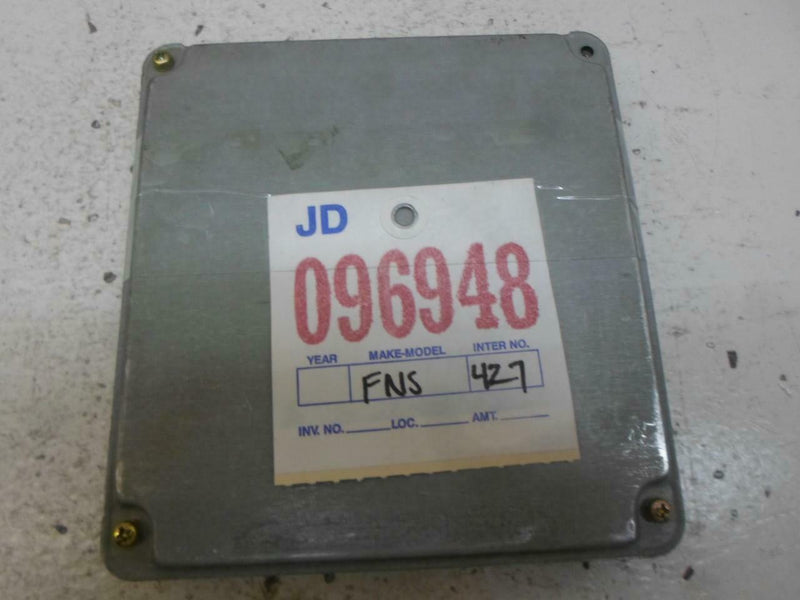 JD
096948
YEAR MAKE-MODEL INTER NO.
FNS 427
INV. NO. LOC. AMT.